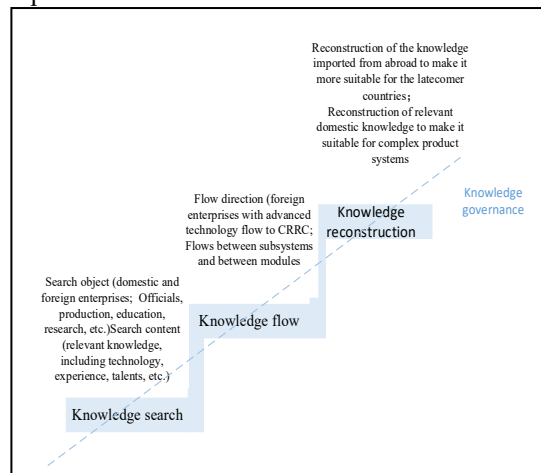 Reconstruction of the knowledge
imported from abroad to make it
more suitable for the latecomer
countries;
Reconstruction of relevant
domestic knowledge to make it
suitable for complex product
systems
Knowledge
governance
Flow direction (foreign
enterprises with advanced
technology flow to CRRC;
Flows between subsystems
and between modules
Knowledge
reconstruction
Search object (domestic and
foreign enterprises; Officials,
production, education,
research, etc.)Search content
(relevant knowledge,
including technology,
experience, talents, etc.)
Knowledge flow
Knowledge search